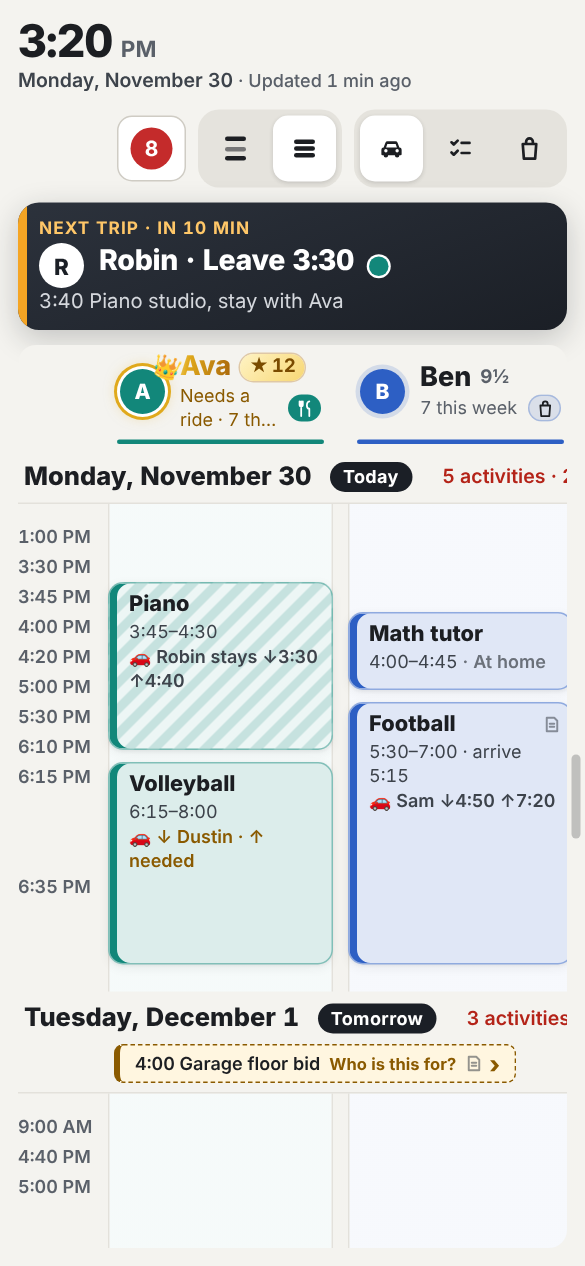 3:20 PM
Monday, November 30 · Updated 1 min ago
8
NEXT TRIP · IN 10 MIN
R Robin · Leave 3:30
3:40 Piano studio, stay with Ava
A Ava ★ 12
Needs a
ride · 7 th...
B Ben 9½
7 this week
Monday, November 30 Today 5 activities ·
1:00 PM
3:30 PM
3:45 PM
4:00 PM
4:20 PM
5:00 PM
5:30 PM
6:10 PM
6:15 PM
6:35 PM
Piano
3:45–4:30
🚗 Robin stays ↓3:30
↑4:40
Volleyball
6:15–8:00
🚗 ↓ Dustin · ↑
needed
Math tutor
4:00–4:45 · At home
Football
5:30–7:00 · arrive
5:15
🚗 Sam ↓4:50 ↑7:20
Tuesday, December 1 Tomorrow 3 activities
4:00 Garage floor bid Who is this for? ›
9:00 AM
4:40 PM
5:00 PM